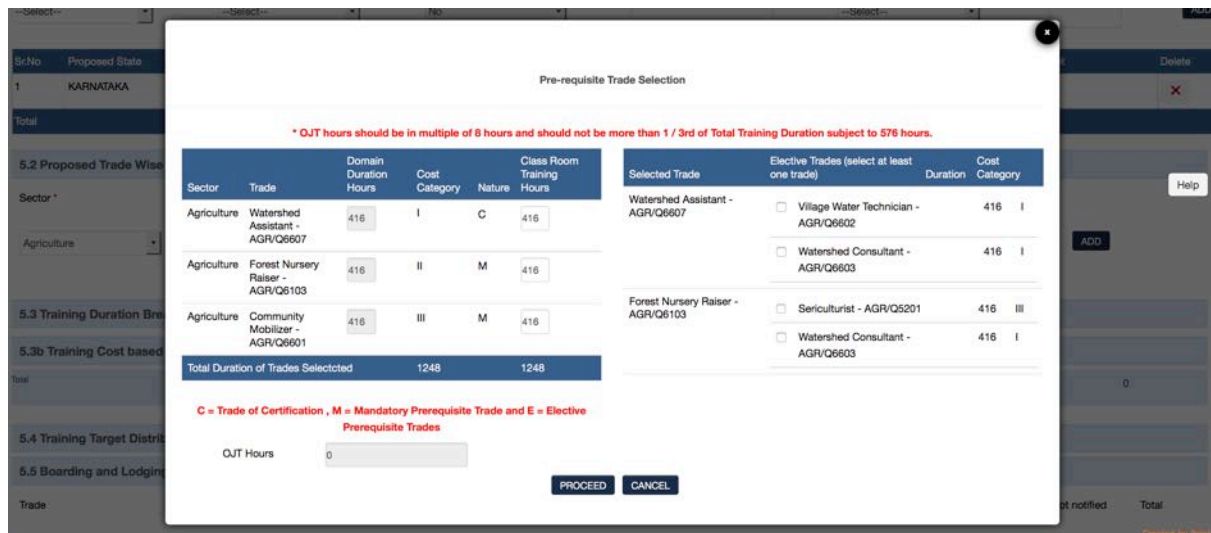 --Select--
--Select--
No
--Select--
ADD
x
Sr.No Proposed State Delete
1 KARNATAKA
Total
Pre-requisite Trade Selection
* OJT hours should be in multiple of 8 hours and should not be more than 1 / 3rd of Total Training Duration subject to 576 hours.
5.2 Proposed Trade Wise
Sector *
Agriculture
ADD
Help
5.3 Training Duration
5.3b Training Cost based
Total
0
5.4 Training Target
5.5 Boarding and Lodging
Trade
ot notified Total
Domain Class Room
Duration Cost Training
Sector Trade Hours Category Nature Hours
Agriculture Watershed 416 I C 416
Assistant -
AGR/Q6607
Agriculture Forest Nursery 416 II M 416
Raiser -
AGR/Q6103
Agriculture Community 416 III M 416
Mobilizer -
AGR/Q6601
Total Duration of Trades Selectcted 1248 1248
C = Trade of Certification , M = Mandatory Prerequisite Trade and E = Elective
Prerequisite Trades
OJT Hours 0
Elective Trades (select at least Cost
Selected Trade one trade) Duration Category
Watershed Assistant - Village Water Technician - 416 I
AGR/Q6607 AGR/Q6602
Watershed Consultant - 416 I
AGR/Q6603
Forest Nursery Raiser - Sericulturist - AGR/Q5201 416 III
AGR/Q6103
Watershed Consultant - 416 I
AGR/Q6603
PROCEED CANCEL